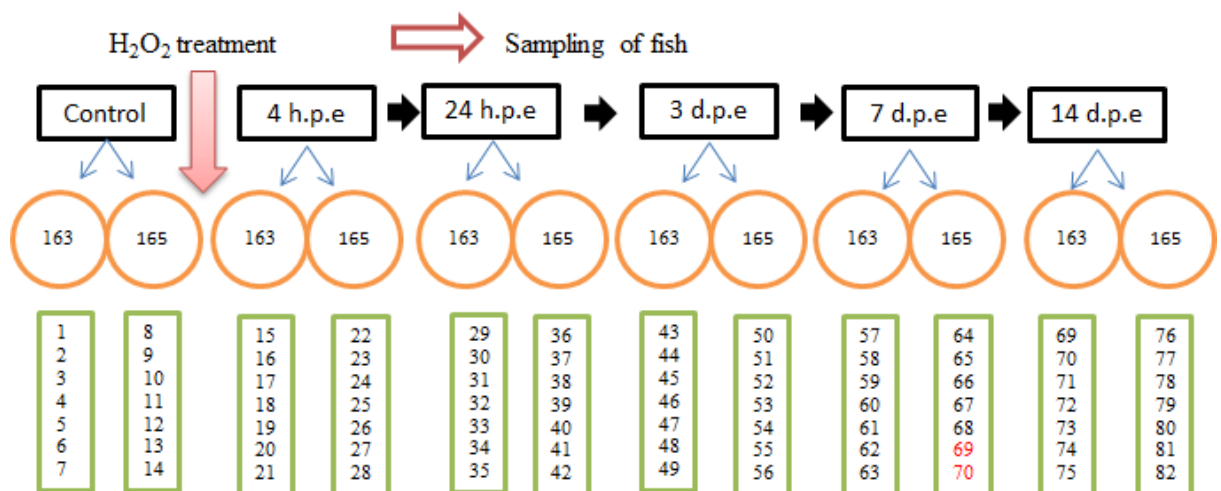 H2O2 treatment
Sampling of fish
Control
4 h.p.e
24 h.p.e
3 d.p.e
7 d.p.e
14 d.p.e
163 165 163 165 163 165 163 165 163 165 163 165
1 8 15 22 29 36 43 50 57 64 69 76
2 9 16 23 30 37 44 51 58 65 70 77
3 10 17 24 31 38 45 52 59 66 71 78
4 11 18 25 32 39 46 53 60 67 72 79
5 12 19 26 33 40 47 54 61 68 73 80
6 13 20 27 34 41 48 55 62 69 74 81
7 14 21 28 35 42 49 56 63 70 75 82